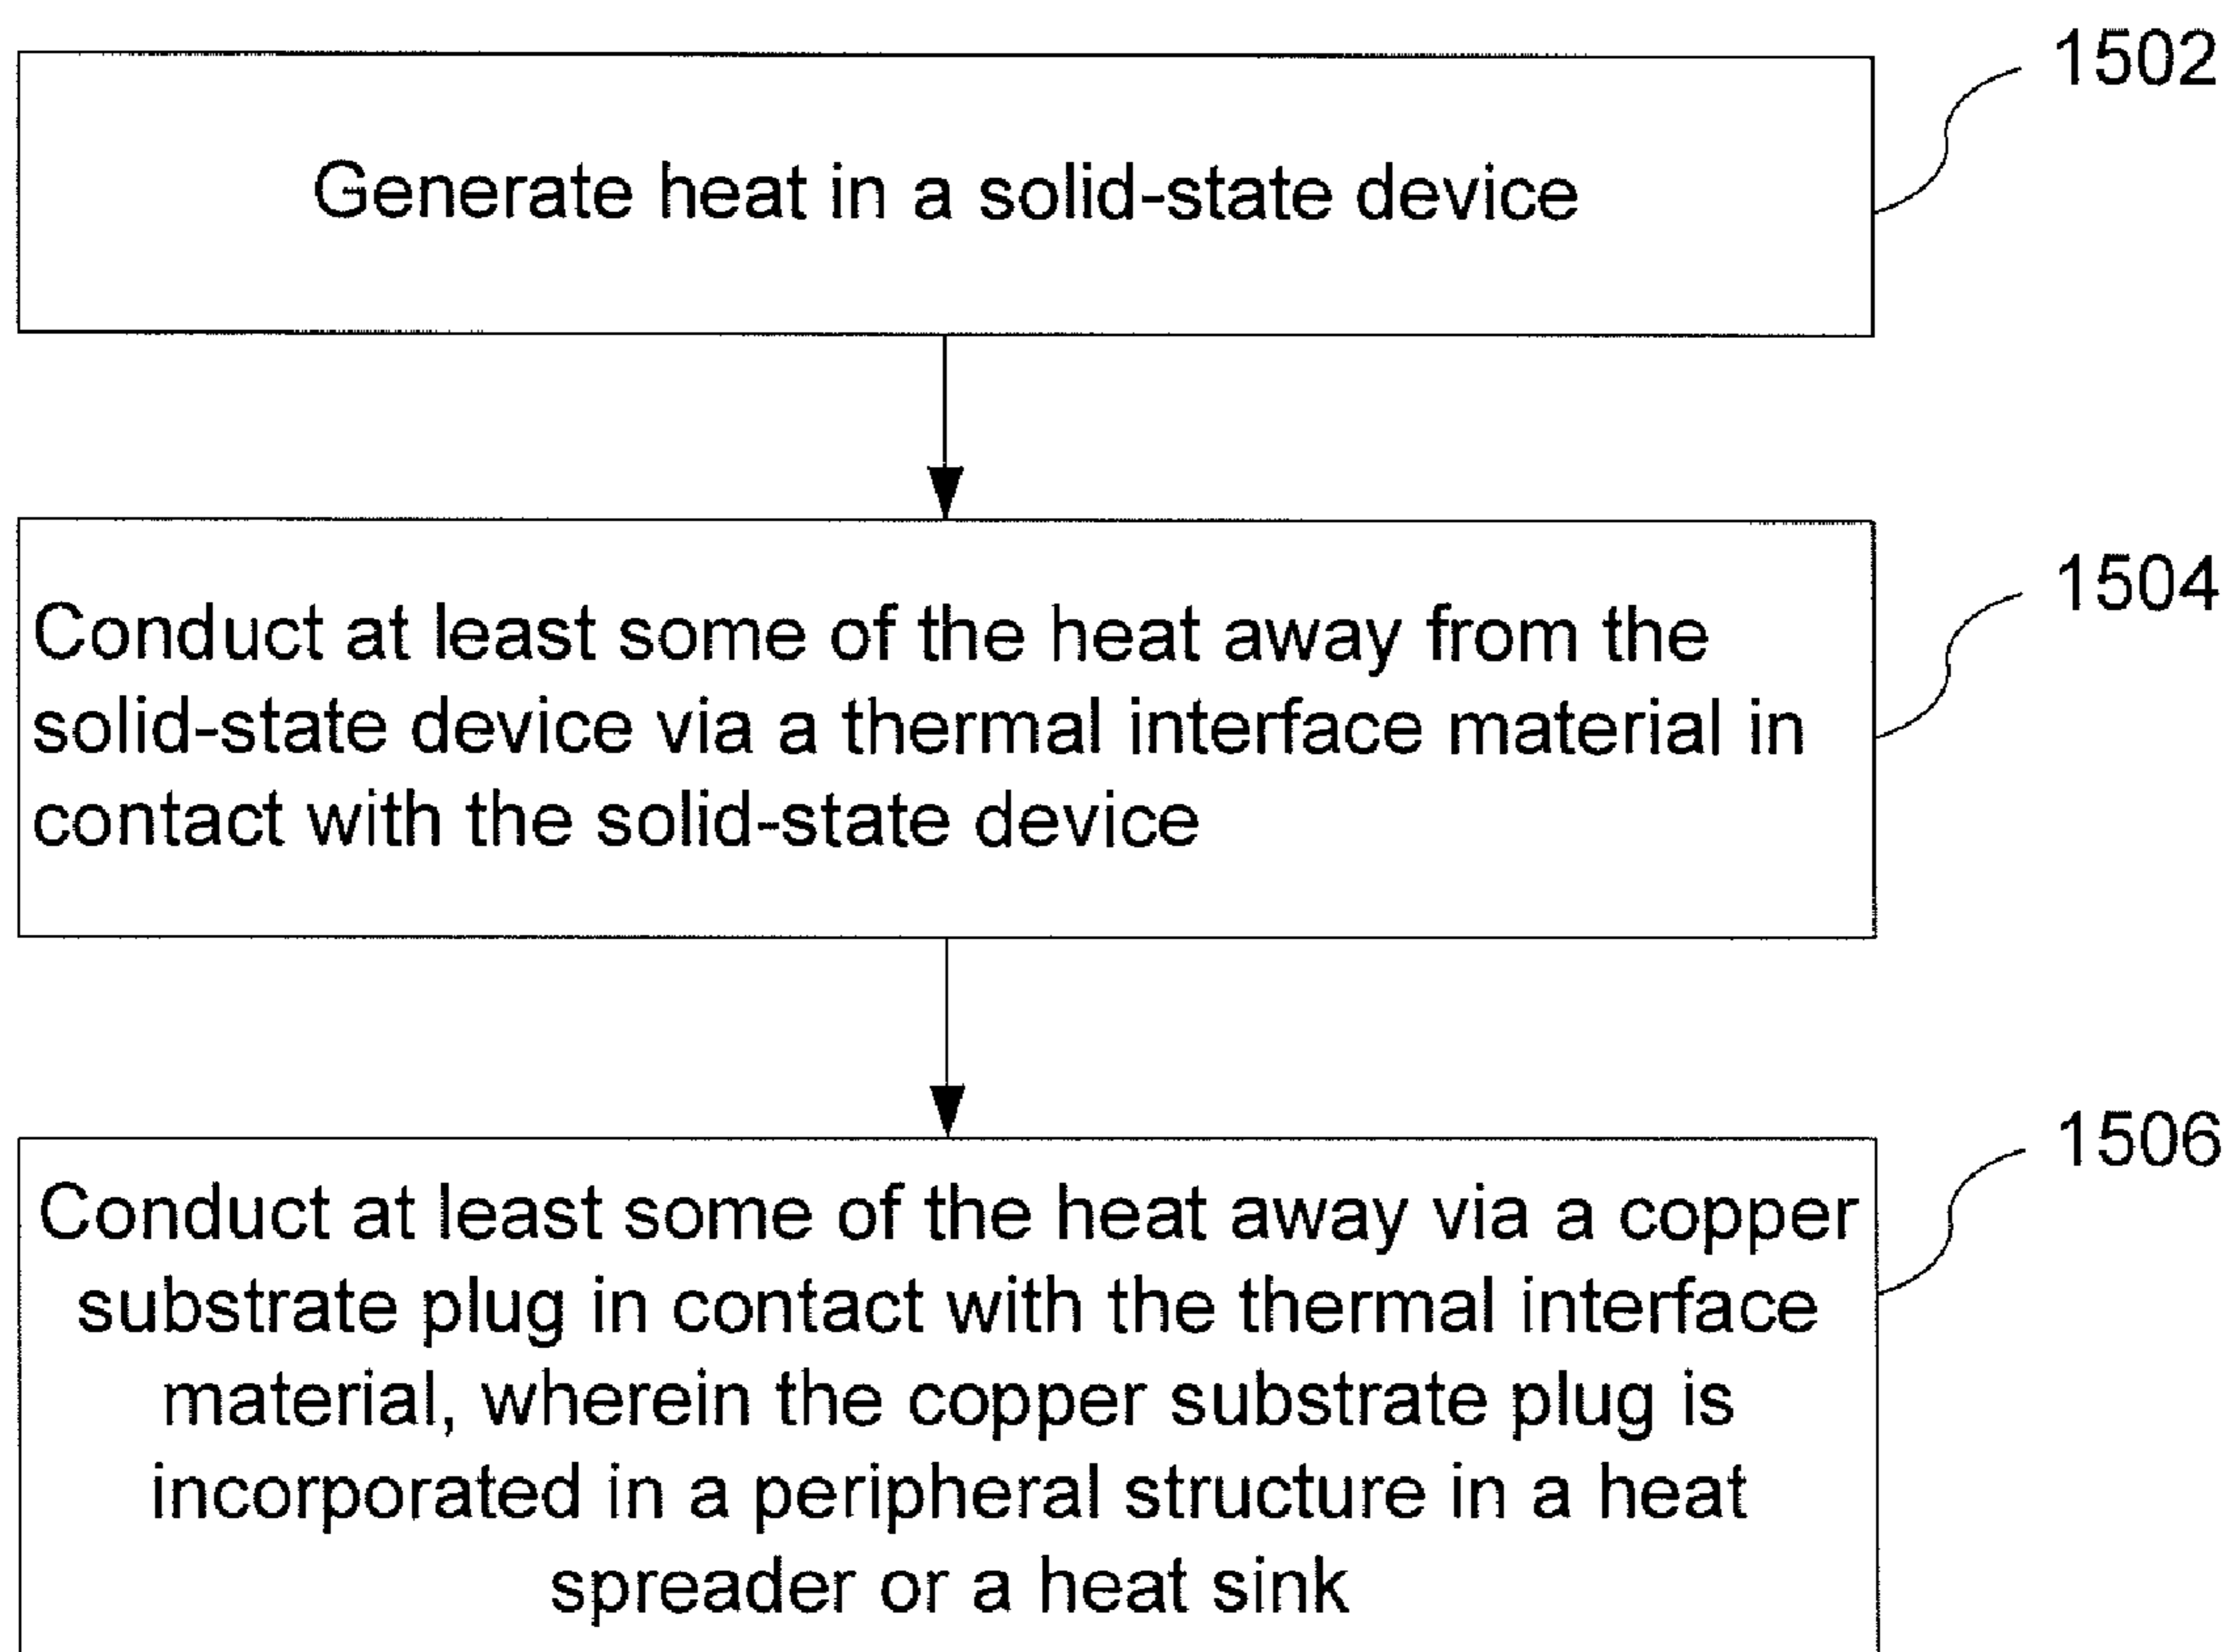 1502
Generate heat in a solid-state device
1504
Conduct at least some of the heat away from the
solid-state device via a thermal interface material in
contact with the solid-state device
1506
Conduct at least some of the heat away via a copper
substrate plug in contact with the thermal interface
material, wherein the copper substrate plug is
incorporated in a peripheral structure in a heat
spreader or a heat sink